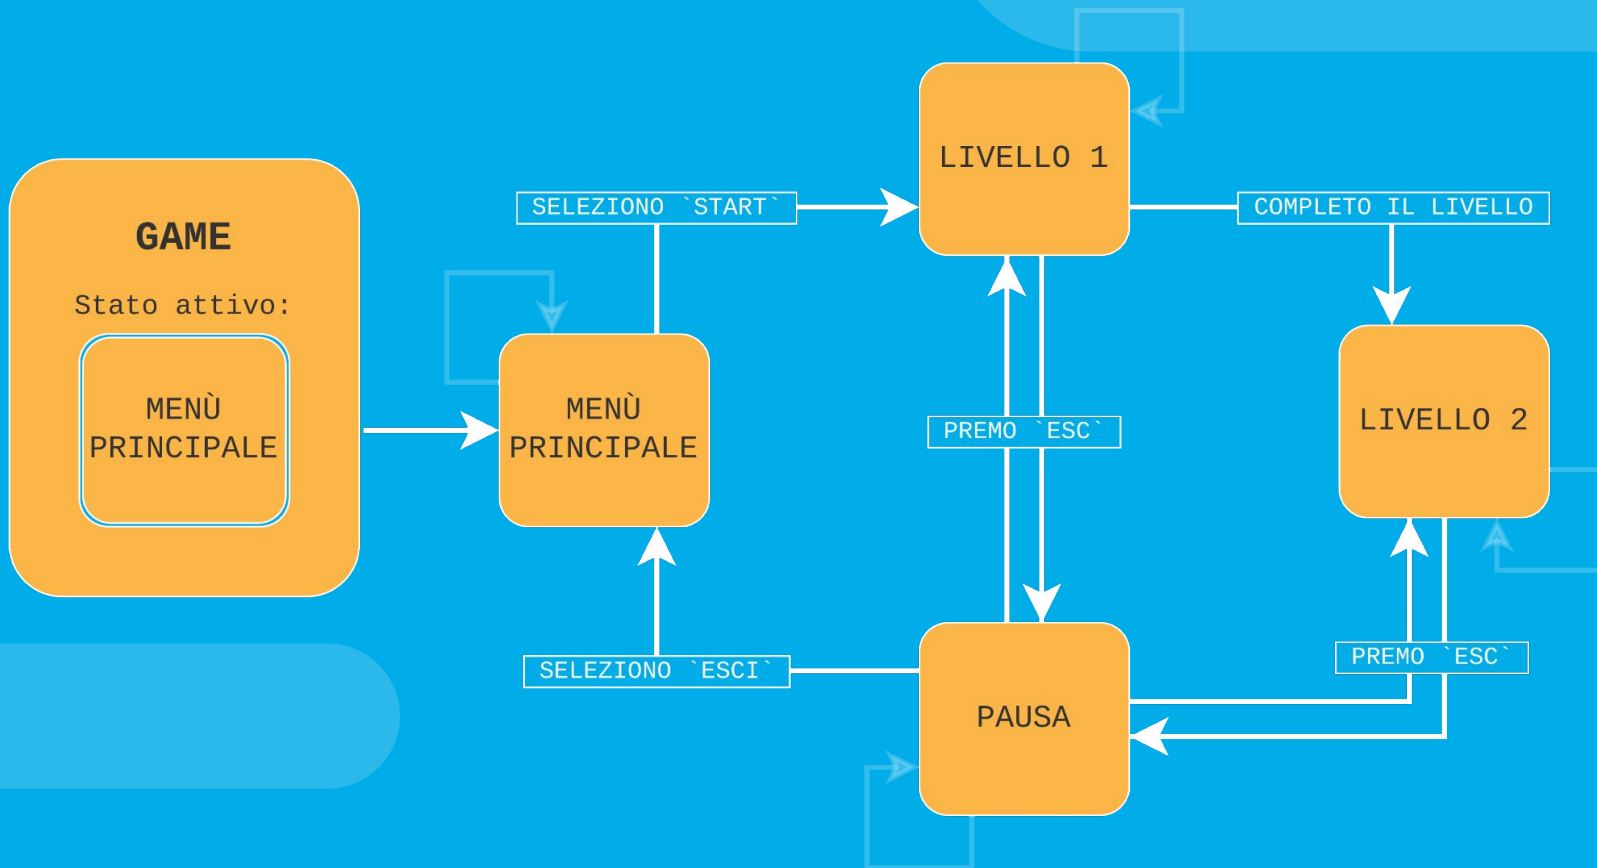 GAME
Stato attivo:
MENÙ
PRINCIPALE
MENÙ
PRINCIPALE
SELEZIONO `START`
LIVELLO 1
COMPLETO IL LIVELLO
LIVELLO 2
PREMO `ESC`
PREMO `ESC`
SELEZIONO `ESCI`
PAUSA